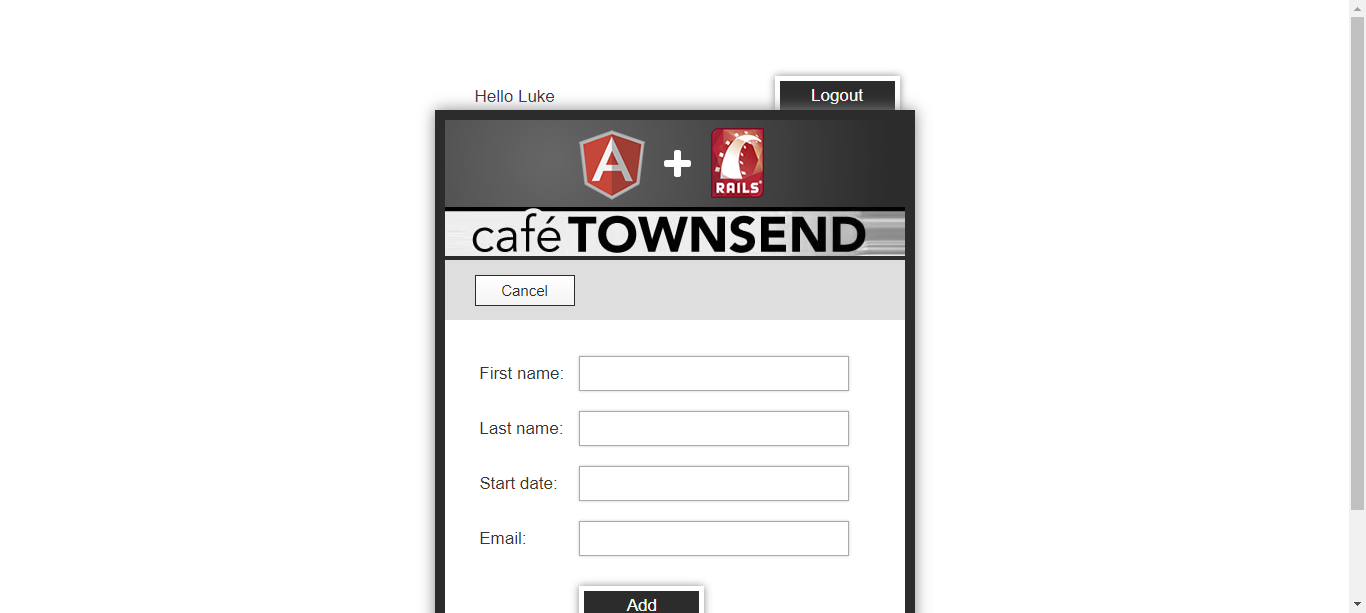 Hello Luke
Logout
A
RAILS
café TOWNSEND
Cancel
First name:
Last name:
Start date:
Email:
Add